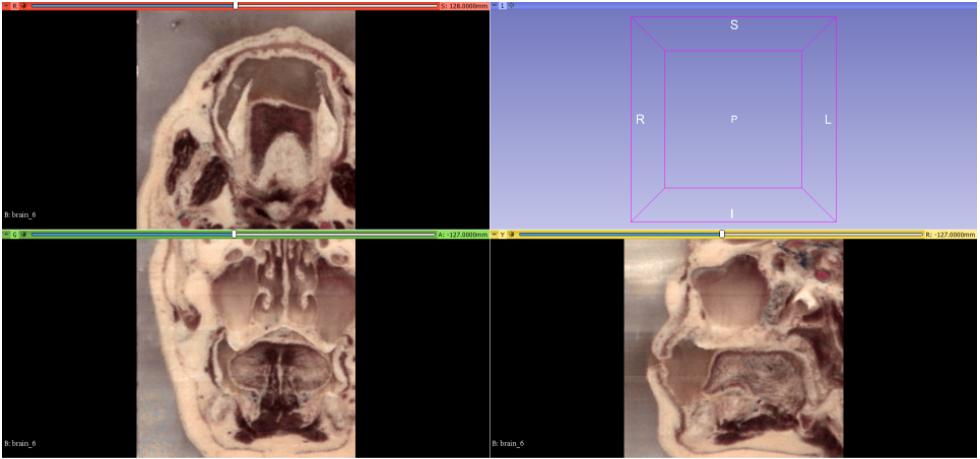 R S: 128.0000mm
1
S
R P L
I
B: brain_6
G A: -127.0000mm
Y R: -127.0000mm
B: brain_6
B: brain_6